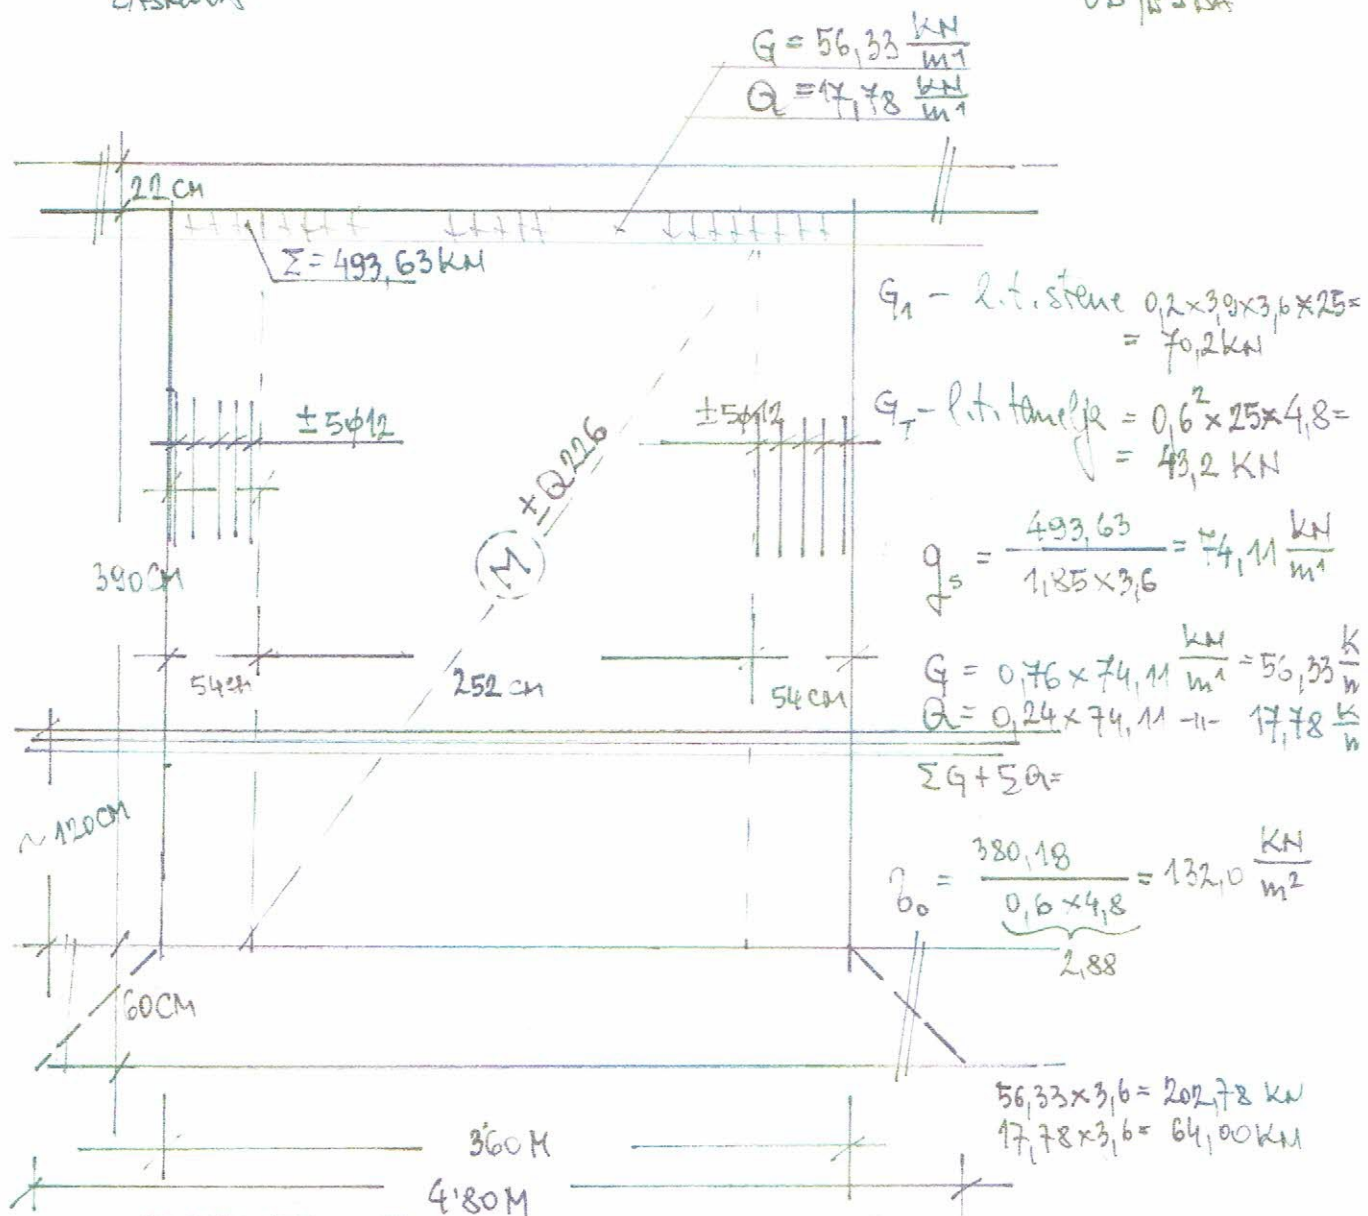 G = 56,33 KN/m1
Q = 17,78 KN/m1
22 CM
Σ = 493,63 KN
G1 - l.t. stene 0,2×3,9×3,6×25=
= 70,2 KN
±5ϕ12
±5ϕ12
GT - l.t. temelja = 0,6² × 25×4,8=
= 43,2 KN
±Q226
M
gs = 493,63 / 1,85×3,6 = 74,11 KN/m1
390CM
G = 0,76 × 74,11 KN/m1 = 56,33
54CM
252 CM
54 CM
Q = 0,24 × 74,11 -"- 17,78
ΣG + ΣQ=
~120CM
= 380,18 / 0,6 × 4,8 = 132,0 KN/m2
2,88
60CM
56,33×3,6= 202,78 KN
17,78×3,6= 64,00KN
3'60 M
4'80 M